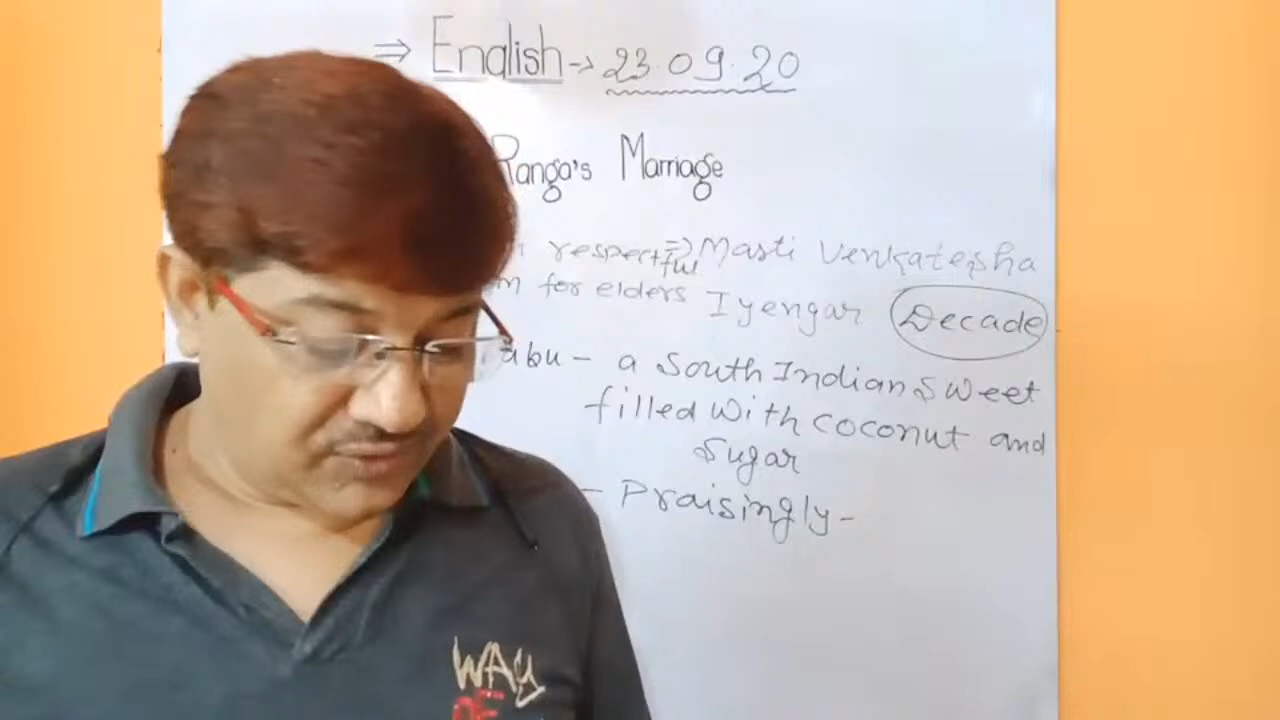 ⇒ English → 23.09.20
Ranga's Marriage
respectful ⇒ Masti Venkatesha
for elders Iyengar Decade
abu - a South Indian Sweet
filled with coconut and
Sugar
- Praisingly -
WAy
OF